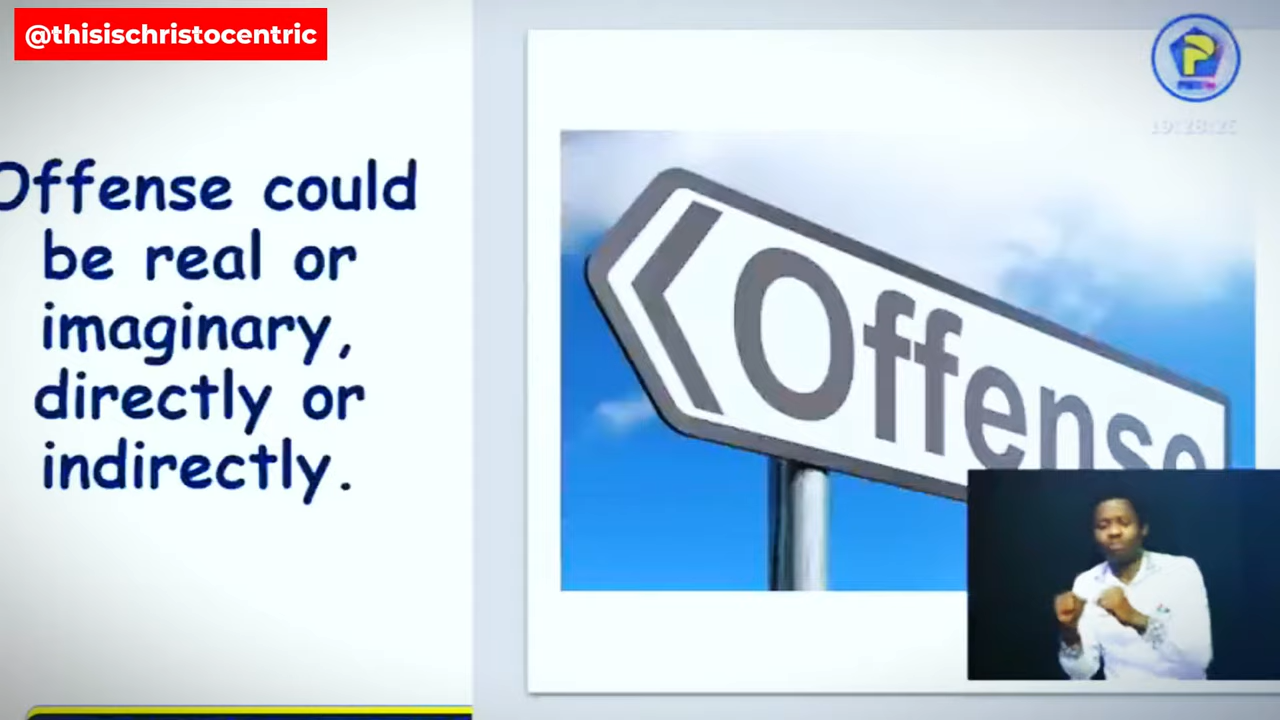 @thisischristocentric
Offense could
be real or
imaginary,
directly or
indirectly.
Offense
P